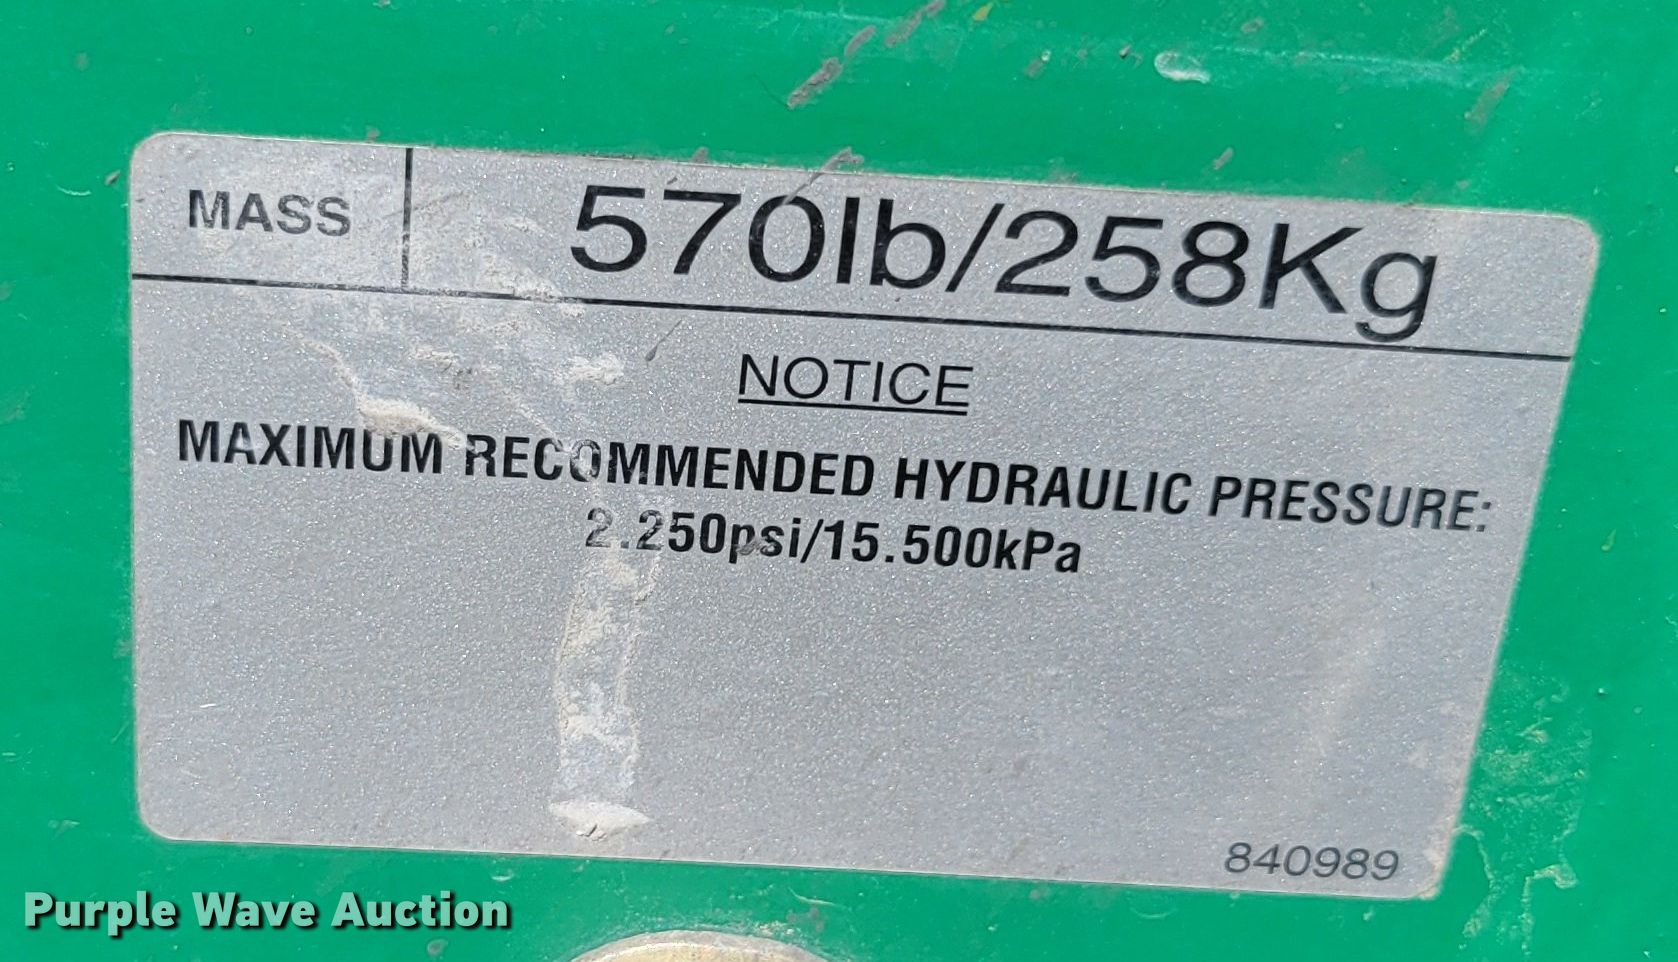 MASS
570lb/258Kg
NOTICE
MAXIMUM RECOMMENDED HYDRAULIC PRESSURE:
2.250psi/15.500kPa
840989
Purple Wave Auction